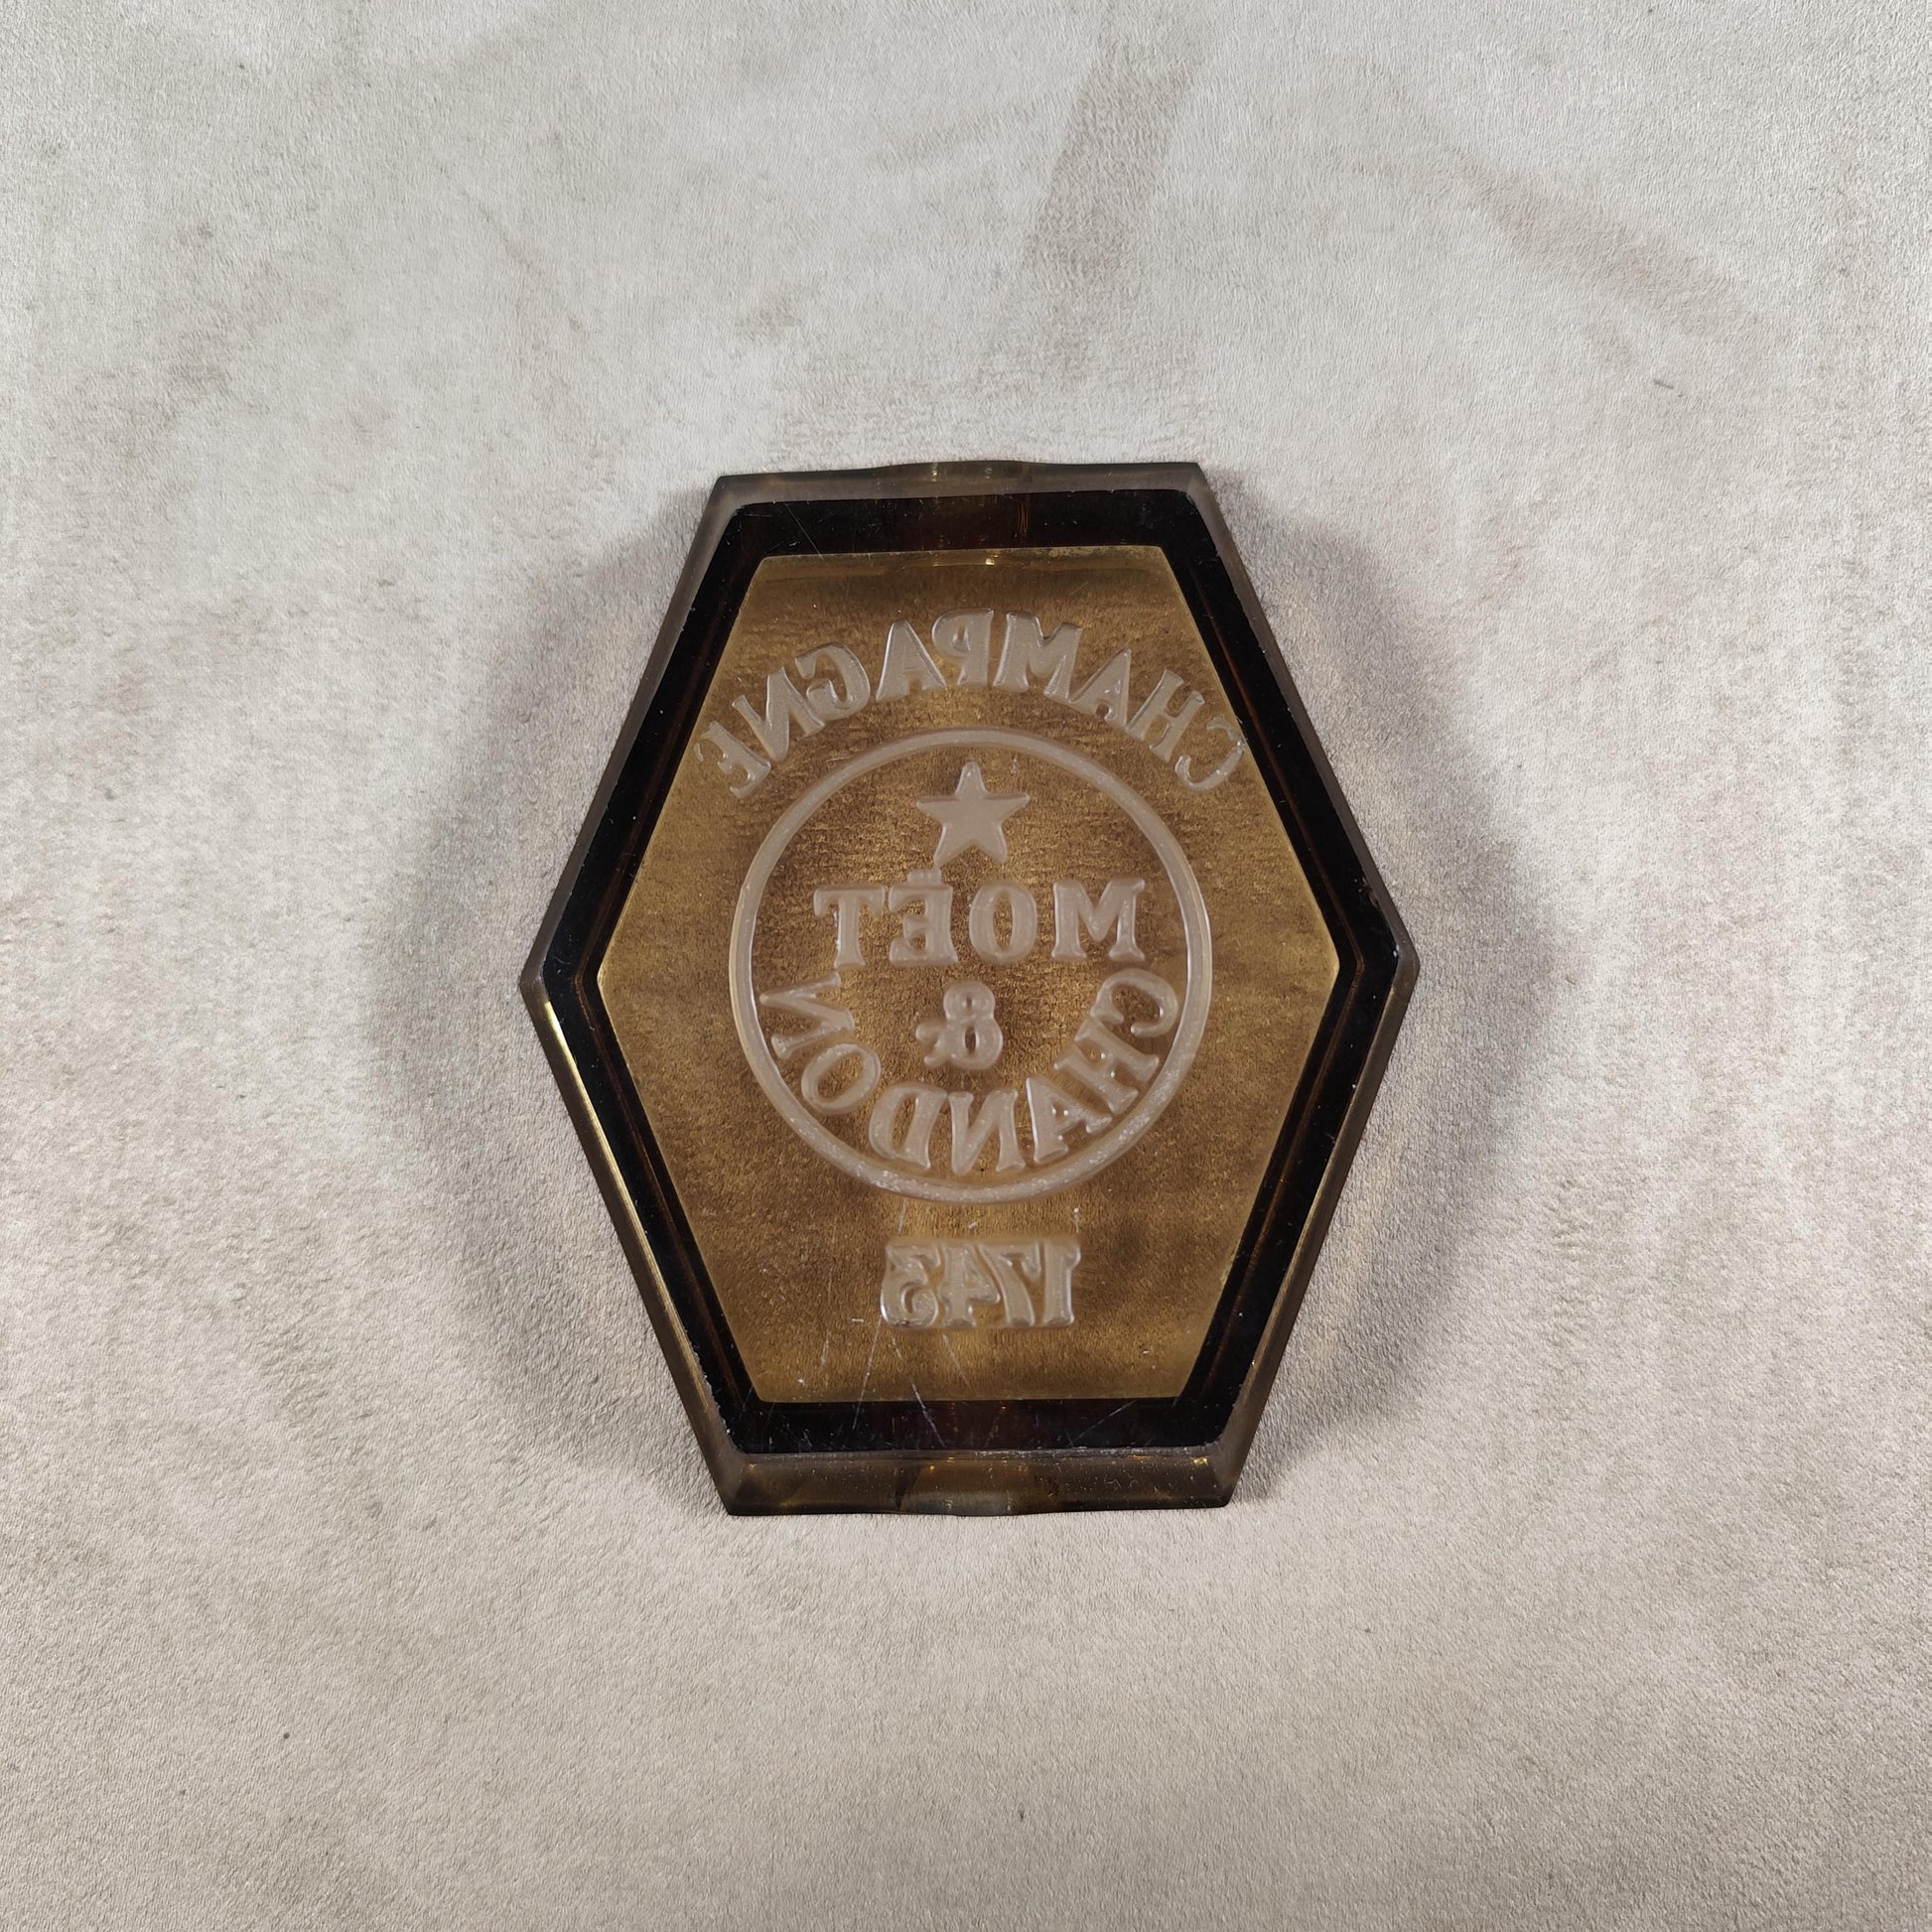 CHAMPAGNE
MOËT
&
CHANDON
1743